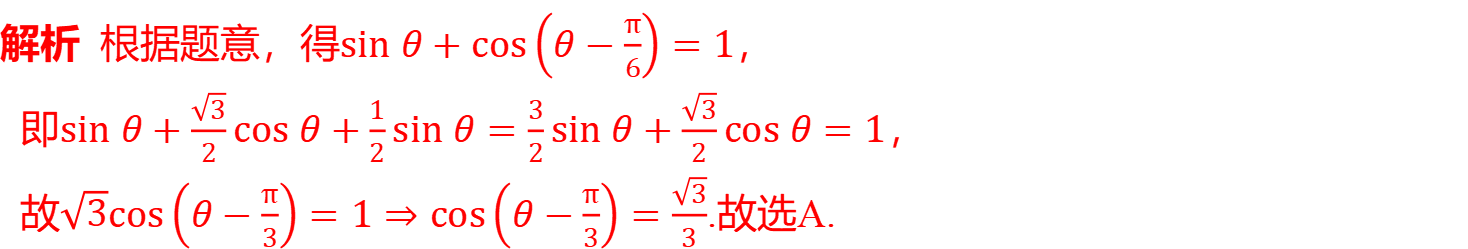 解析 根据题意，得sin θ + cos (θ − π/6) = 1，
即sin θ + √3/2 cos θ + 1/2 sin θ = 3/2 sin θ + √3/2 cos θ = 1，
故√3cos (θ − π/3) = 1 ⇒ cos (θ − π/3) = √3/3.故选A.